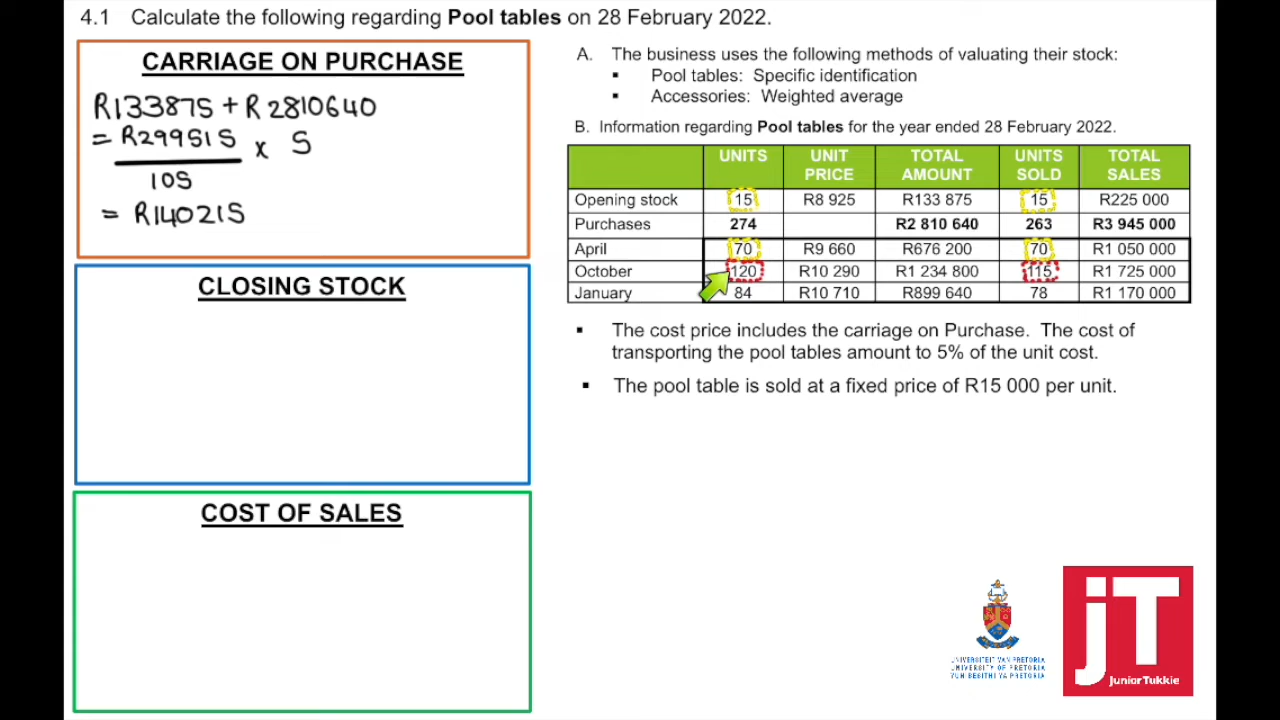 4.1 Calculate the following regarding Pool tables on 28 February 2022.
CARRIAGE ON PURCHASE
R133875 + R2810640
= R299515 x 5
105
= R140215
CLOSING STOCK
COST OF SALES
A. The business uses the following methods of valuating their stock:
▪ Pool tables: Specific identification
▪ Accessories: Weighted average
B. Information regarding Pool tables for the year ended 28 February 2022.
UNITS UNIT PRICE TOTAL AMOUNT UNITS SOLD TOTAL SALES
Opening stock 15 R8 925 R133 875 15 R225 000
Purchases 274 R2 810 640 263 R3 945 000
April 70 R9 660 R676 200 70 R1 050 000
October 120 R10 290 R1 234 800 115 R1 725 000
January 84 R10 710 R899 640 78 R1 170 000
▪ The cost price includes the carriage on Purchase. The cost of
transporting the pool tables amount to 5% of the unit cost.
▪ The pool table is sold at a fixed price of R15 000 per unit.
UNIVERSITEIT VAN PRETORIA
UNIVERSITY OF PRETORIA
YUNIBESITHI YA PRETORIA
jT
Junior Tukkie